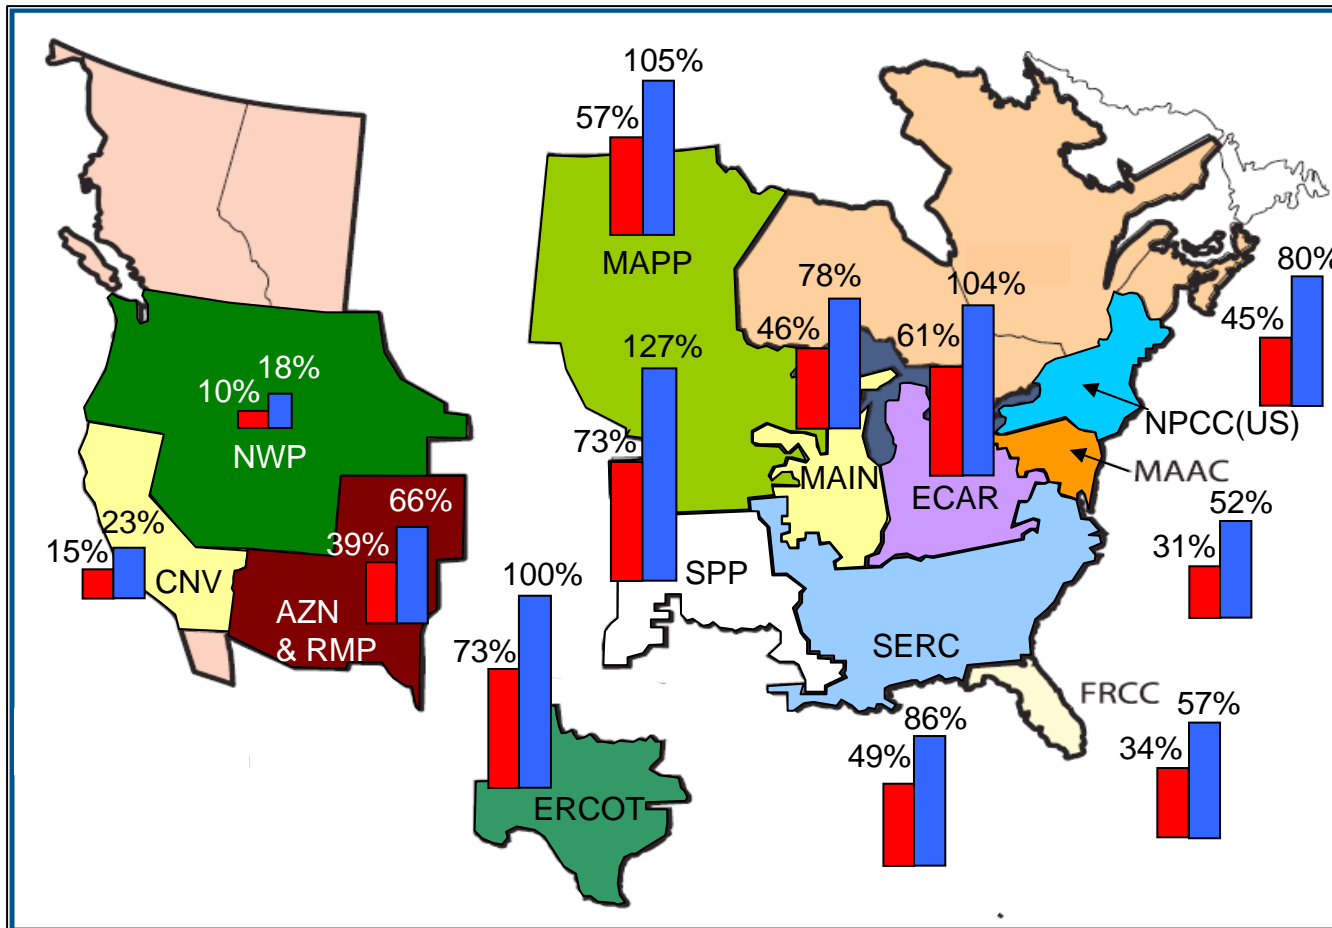 105%
57%
MAPP
78%
104%
80%
46%
61%
45%
127%
18%
10%
NPCC(US)
NWP
73%
MAIN
MAAC
ECAR
66%
52%
23%
39%
15%
31%
SPP
CNV
100%
AZN
& RMP
SERC
73%
FRCC
57%
86%
34%
49%
ERCOT